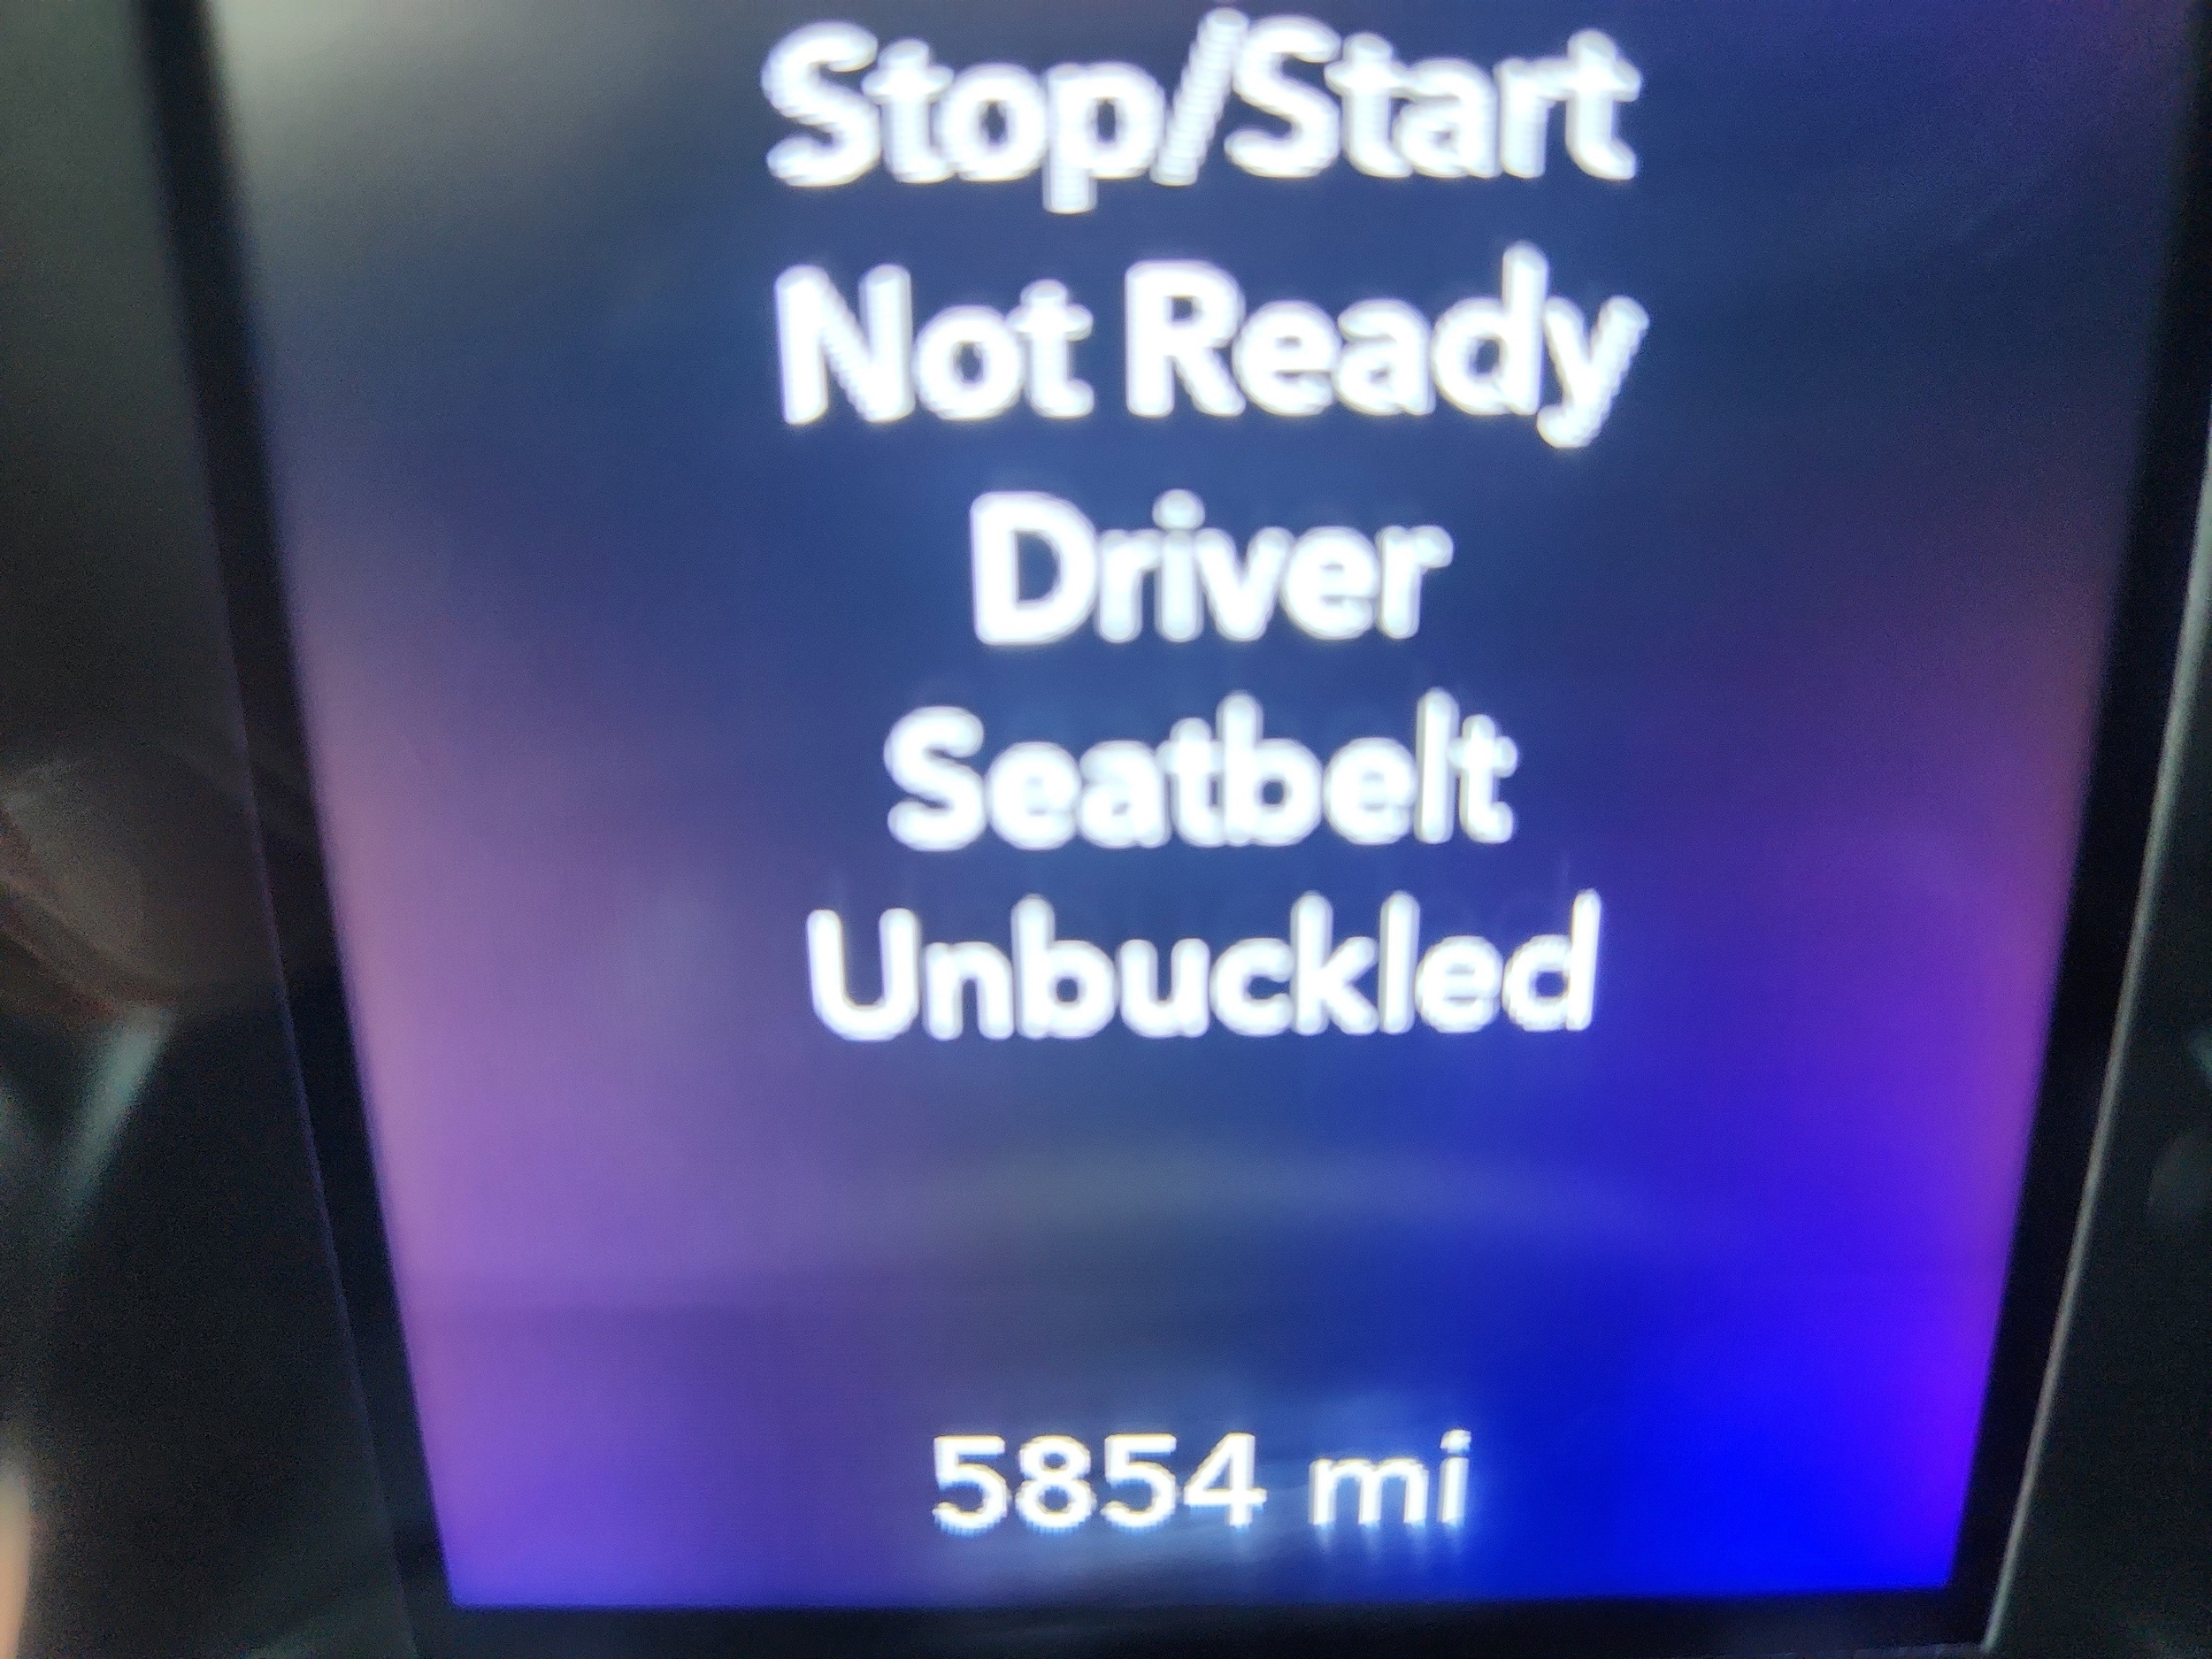 Stop/Start
Not Ready
Driver
Seatbelt
Unbuckled
5854 mi